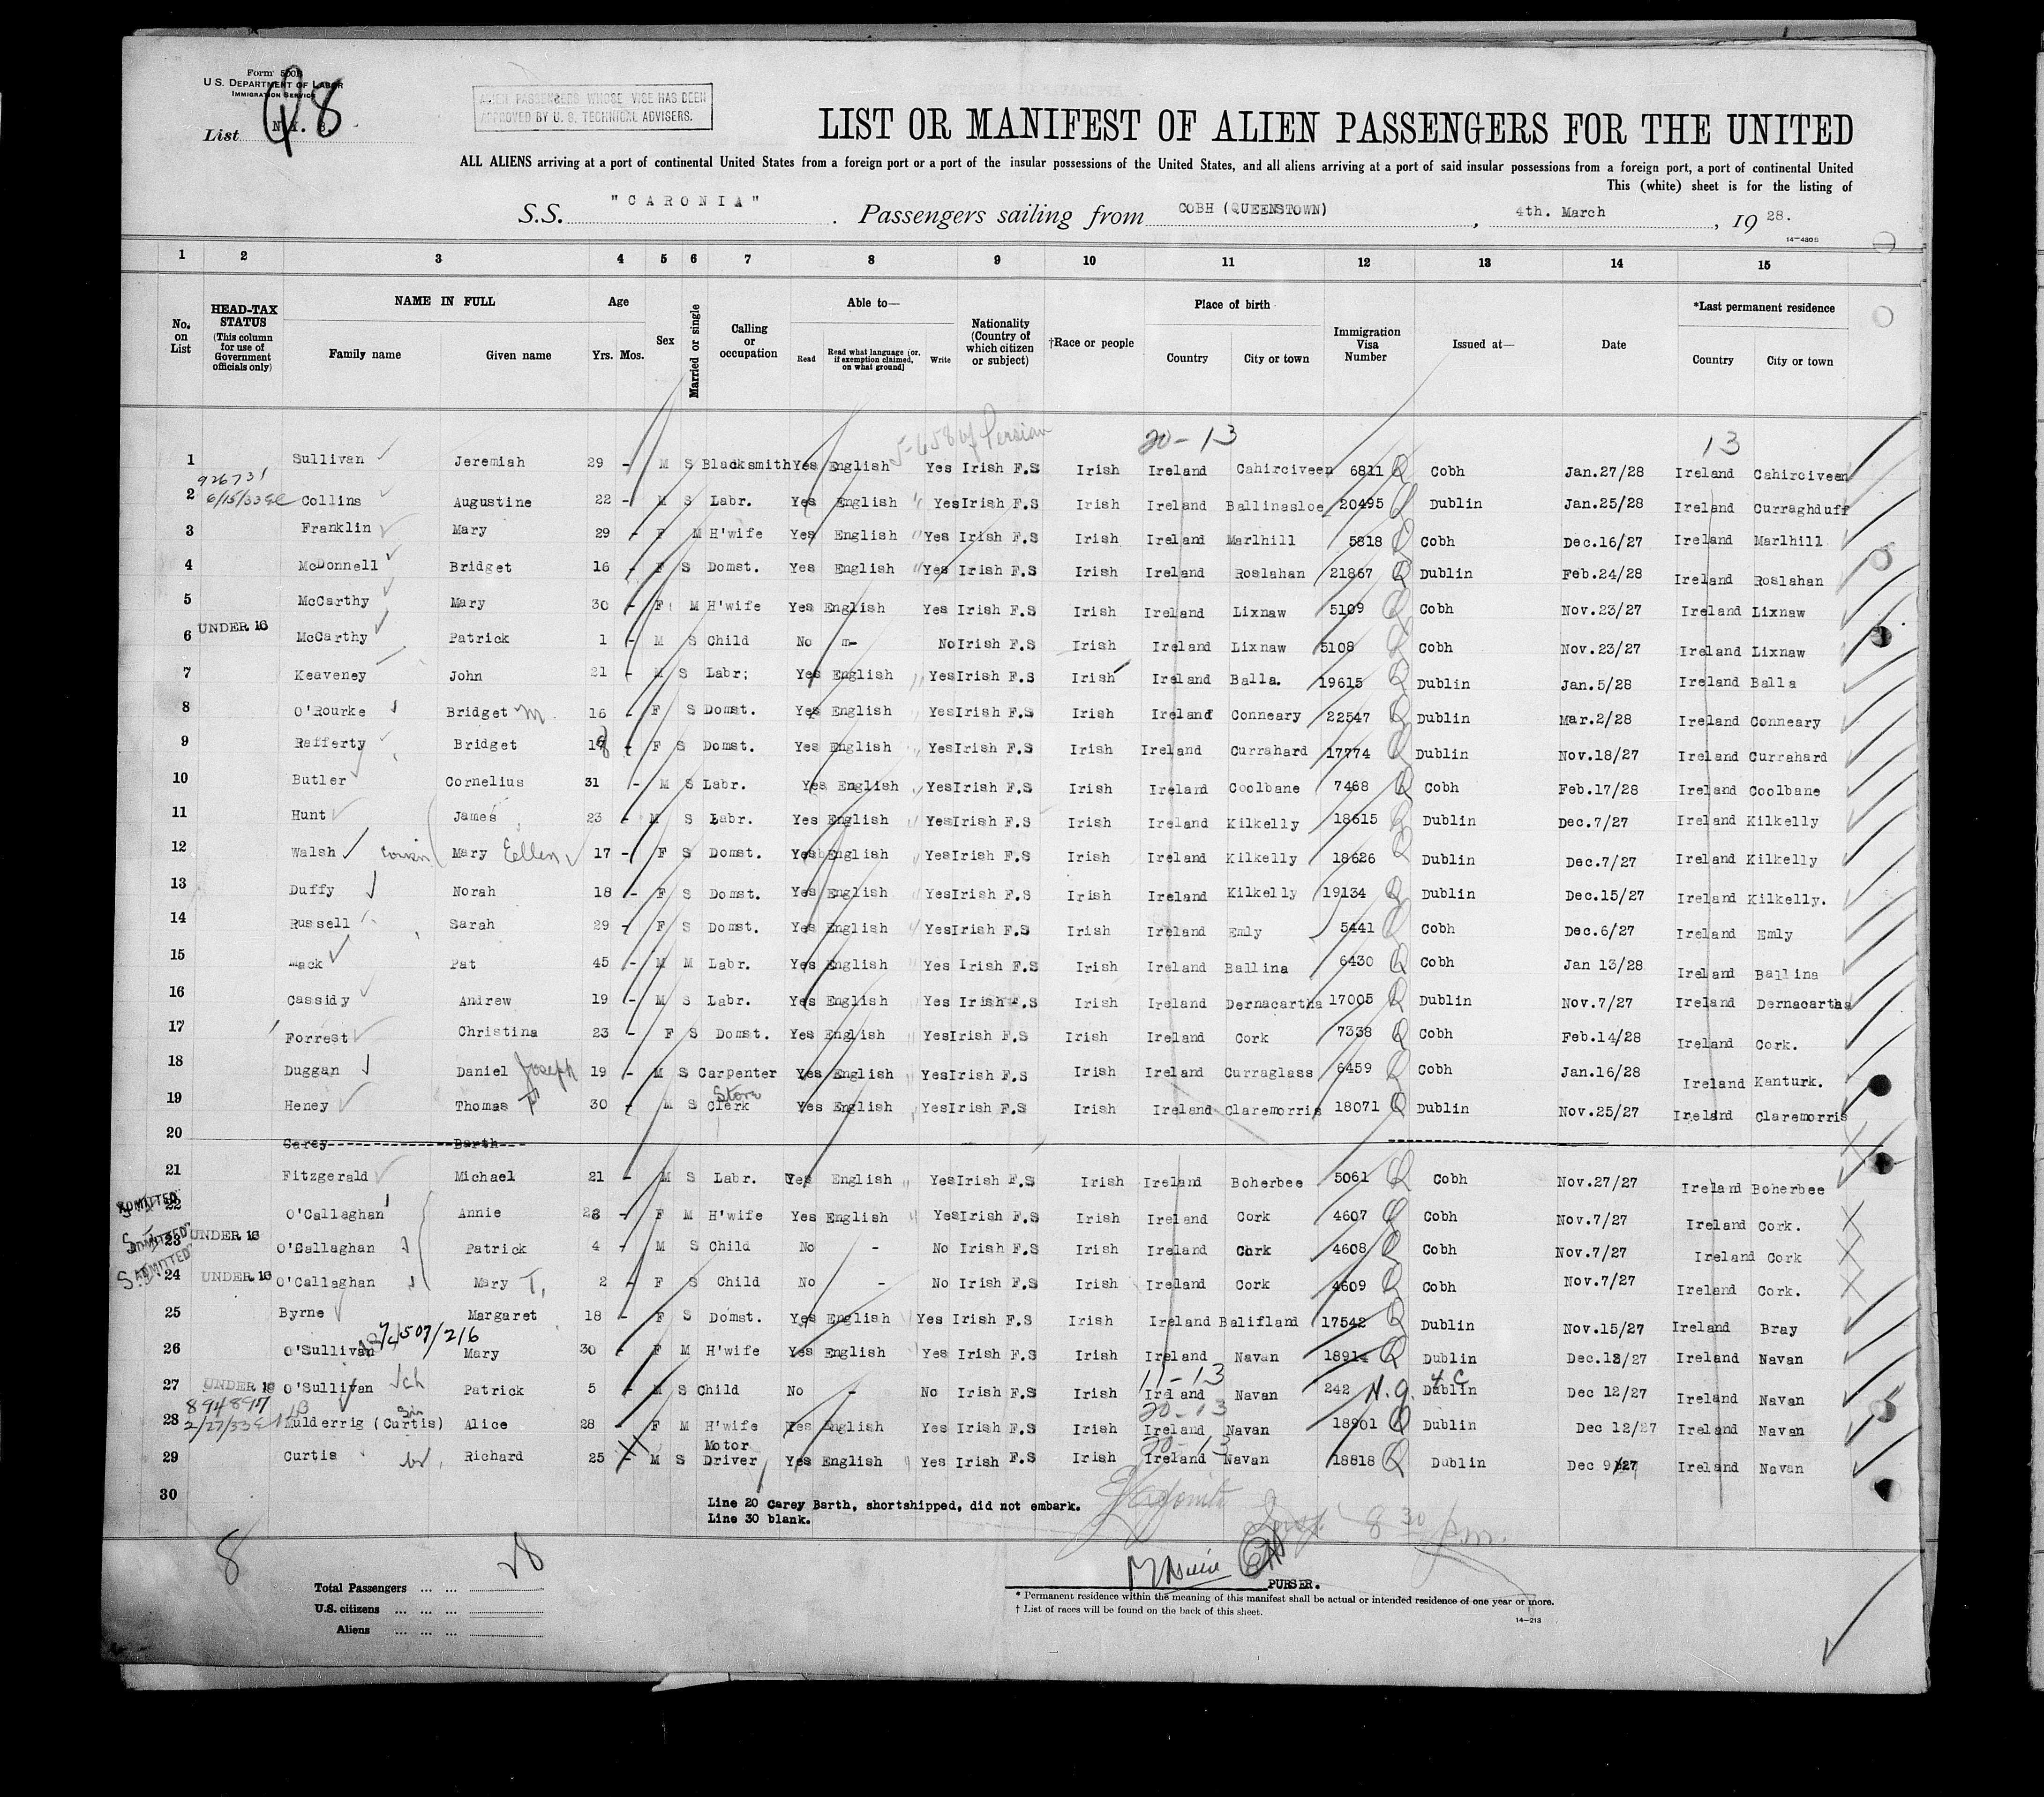 Form 500B
U. S. DEPARTMENT OF LABOR
IMMIGRATION SERVICE
List N.Y. 8. 8
ALIEN PASSENGERS WHOSE VISE HAS BEEN
APPROVED BY U. S. TECHNICAL ADVISERS.
LIST OR MANIFEST OF ALIEN PASSENGERS FOR THE UNITED
ALL ALIENS arriving at a port of continental United States from a foreign port or a port of the insular possessions of the United States, and all aliens arriving at a port of said insular possessions from a foreign port, a port of continental United
This (white) sheet is for the listing of
S.S. "CARONIA". Passengers sailing from COBH (QUEENSTOWN), 4th. March, 19 28.
14—430 B
1 2 3 4 5 6 7 8 9 10 11 12 13 14 15
No. on List HEAD-TAX STATUS (This column for use of Government officials only) NAME IN FULL Family name Given name Age Yrs. Mos. Sex Married or single Calling or occupation Able to— Read Read what language [or, if exemption claimed, on what ground] Write Nationality (Country of which citizen or subject) †Race or people Place of birth Country City or town Immigration Visa Number Issued at— Date *Last permanent residence Country City or town
20-13 13
1 Sullivan Jeremiah 29 - M S Blacksmith Yes English Yes Irish F.S Irish Ireland Cahirciveen 6811 Cobh Jan.27/28 Ireland Cahirciveen
926731
6/15/33
2 Collins Augustine 22 - M S Labr. Yes English " Yes Irish F.S Irish Ireland Ballinasloe 20495 Dublin Jan.25/28 Ireland Curraghduff
3 Franklin Mary 29 - F M H'wife Yes English " Yes Irish F.S Irish Ireland Marlhill 5818 Cobh Dec.16/27 Ireland Marlhill
4 McDonnell Bridget 16 - F S Domst. Yes English " Yes Irish F.S Irish Ireland Roslahan 21867 Dublin Feb.24/28 Ireland Roslahan
5 McCarthy Mary 30 - F M H'wife Yes English Yes Irish F.S Irish Ireland Lixnaw 5109 Cobh Nov.23/27 Ireland Lixnaw
UNDER 16
6 McCarthy Patrick 1 - M S Child No m- No Irish F.S Irish Ireland Lixnaw 5108 Cobh Nov.23/27 Ireland Lixnaw
7 Keaveney John 21 - M S Labr; Yes English " Yes Irish F.S Irish Ireland Balla. 19615 Dublin Jan.5/28 Ireland Balla
8 O'Rourke Bridget M. 16 - F S Domst. Yes English " Yes Irish F.S Irish Ireland Conneary 22547 Dublin Mar.2/28 Ireland Conneary
9 Rafferty Bridget - F S Domst. Yes English " Yes Irish F.S Irish Ireland Currahard 17774 Dublin Nov.18/27 Ireland Currahard
10 Butler Cornelius 31 - M S Labr. Yes English " Yes Irish F.S Irish Ireland Coolbane 7468 Cobh Feb.17/28 Ireland Coolbane
11 Hunt James 23 - M S Labr. Yes English " Yes Irish F.S Irish Ireland Kilkelly 18615 Dublin Dec.7/27 Ireland Kilkelly
12 Walsh cousin Mary Ellen 17 - F S Domst. Yes English " Yes Irish F.S Irish Ireland Kilkelly 18626 Dublin Dec.7/27 Ireland Kilkelly
13 Duffy Norah 18 - F S Domst. Yes English " Yes Irish F.S Irish Ireland Kilkelly 19134 Dublin Dec.15/27 Ireland Kilkelly.
14 Russell Sarah 29 - F S Domst. Yes English " Yes Irish F.S Irish Ireland Emly 5441 Cobh Dec.6/27 Ireland Emly
15 Mack Pat 45 - M M Labr. Yes English " Yes Irish F.S Irish Ireland Ballina 6430 Cobh Jan 13/28 Ireland Ballina
16 Cassidy Andrew 19 - M S Labr. Yes English " Yes Irish F.S Irish Ireland Dernacartha 17005 Dublin Nov.7/27 Ireland Dernacartha
17 Forrest Christina 23 - F S Domst. Yes English " Yes Irish F.S Irish Ireland Cork 7338 Cobh Feb.14/28 Ireland Cork.
18 Duggan Daniel Joseph 19 - M S Carpenter Yes English " Yes Irish F.S Irish Ireland Curraglass 6459 Cobh Jan.16/28 Ireland Kanturk.
19 Heney Thomas P 30 - M S Store Clerk Yes English " Yes Irish F.S Irish Ireland Claremorris 18071 Dublin Nov.25/27 Ireland Claremorris
20 Carey Barth
21 Fitzgerald Michael 21 - M S Labr. Yes English " Yes Irish F.S Irish Ireland Boherbee 5061 Cobh Nov.27/27 Ireland Boherbee
ADMITTED
22 O'Callaghan Annie 28 - F M H'wife Yes English Yes Irish F.S Irish Ireland Cork 4607 Cobh Nov.7/27 Ireland Cork.
ADMITTED UNDER 16
23 O'Callaghan Patrick 4 - M S Child No - No Irish F.S Irish Ireland Cork 4608 Cobh Nov.7/27 Ireland Cork
ADMITTED UNDER 16
24 O'Callaghan Mary T. 2 - F S Child No - No Irish F.S Irish Ireland Cork 4609 Cobh Nov.7/27 Ireland Cork.
25 Byrne Margaret 18 - F S Domst. Yes English " Yes Irish F.S Irish Ireland Balifland 17542 Dublin Nov.15/27 Ireland Bray
507/216
26 O'Sullivan Mary 30 - F M H'wife Yes English " Yes Irish F.S Irish Ireland Navan 18914 Dublin Dec.12/27 Ireland Navan
11-13
27 UNDER 16 O'Sullivan ch Patrick 5 - M S Child No - No Irish F.S Irish Ireland Navan 242 N.Q. 4C Dublin Dec 12/27 Ireland Navan
894897 20-13
2/27/33
28 Mulderrig (Curtis) sis Alice 28 - F M H'wife Yes English Yes Irish F.S Irish Ireland Navan 18901 Dublin Dec 12/27 Ireland Navan
20-13
29 Curtis br. Richard 25 - M S Motor Driver Yes English " Yes Irish F.S Irish Ireland Navan 18818 Dublin Dec 9/27 Ireland Navan
30
Line 20 Carey Barth, shortshipped, did not embark.
Line 30 blank.
Insp. 8 30 p.m.
8
28
Total Passengers ... ...
U.S. citizens ... ... ...
Aliens ... ... ...
PURSER.
* Permanent residence within the meaning of this manifest shall be actual or intended residence of one year or more.
† List of races will be found on the back of this sheet.
14—213